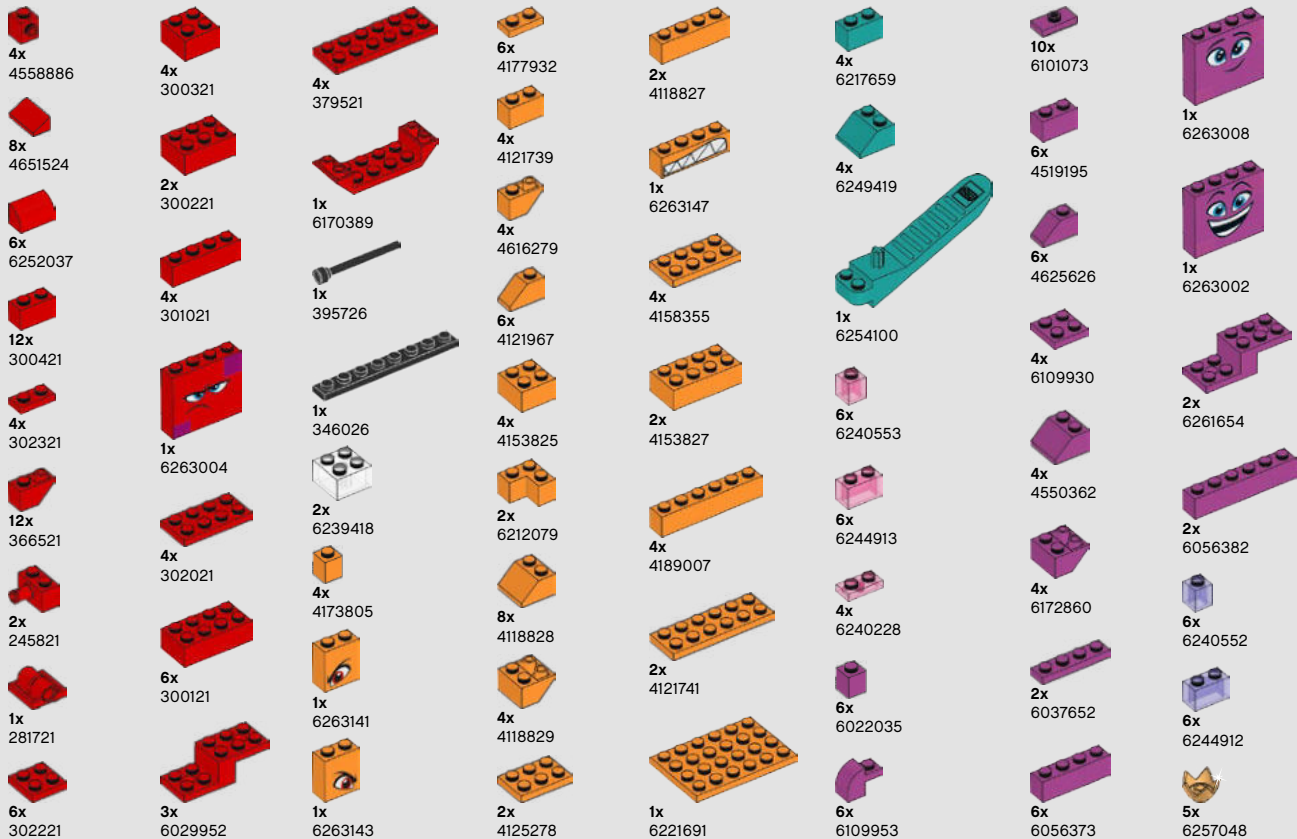 4x
4558886
8x
4651524
6x
6252037
12x
300421
4x
302321
12x
366521
2x
245821
1x
281721
6x
302221
4x
300321
2x
300221
4x
301021
1x
6263004
4x
302021
6x
300121
3x
6029952
4x
379521
1x
6170389
1x
395726
1x
346026
2x
6239418
4x
4173805
1x
6263141
1x
6263143
6x
4177932
4x
4121739
4x
4616279
6x
4121967
4x
4153825
2x
6212079
8x
4118828
4x
4118829
2x
4125278
2x
4118827
1x
6263147
4x
4158355
2x
4153827
4x
4189007
2x
4121741
1x
6221691
4x
6217659
4x
6249419
1x
6254100
6x
6240553
6x
6244913
4x
6240228
6x
6022035
6x
6109953
10x
6101073
6x
4519195
6x
4625626
4x
6109930
4x
4550362
4x
6172860
2x
6037652
6x
6056373
1x
6263008
1x
6263002
2x
6261654
2x
6056382
6x
6240552
6x
6244912
5x
6257048